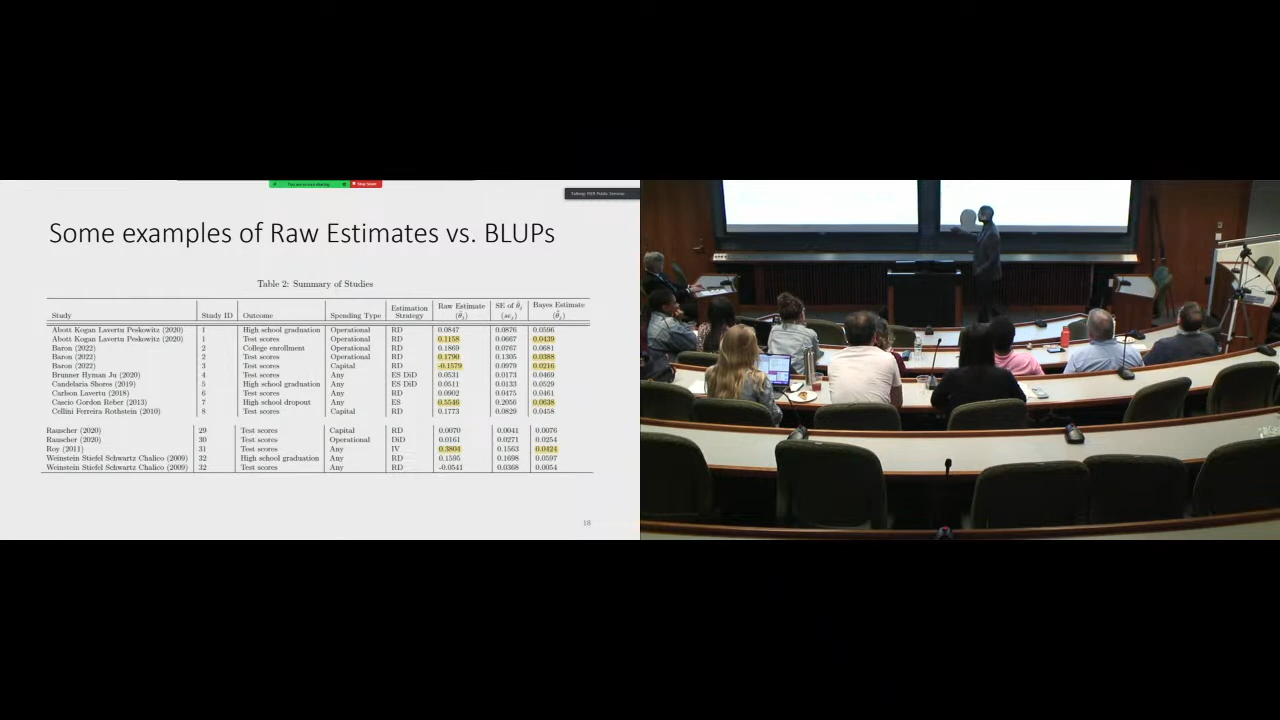 You are screen sharing Stop Share
Talking: PIER Public Seminar
Some examples of Raw Estimates vs. BLUPs
Table 2: Summary of Studies
Study Study ID Outcome Spending Type Estimation Strategy Raw Estimate (θ̂j) SE of θ̂j (sej) Bayes Estimate (θ̃j)
Abott Kogan Lavertu Peskowitz (2020) 1 High school graduation Operational RD 0.0847 0.0876 0.0596
Abott Kogan Lavertu Peskowitz (2020) 1 Test scores Operational RD 0.1158 0.0667 0.0439
Baron (2022) 2 College enrollment Operational RD 0.1869 0.0767 0.0681
Baron (2022) 2 Test scores Operational RD 0.1790 0.1305 0.0388
Baron (2022) 3 Test scores Capital RD -0.1579 0.0979 0.0216
Brunner Hyman Ju (2020) 4 Test scores Any ES DiD 0.0531 0.0173 0.0469
Candelaria Shores (2019) 5 High school graduation Any ES DiD 0.0511 0.0133 0.0529
Carlson Lavertu (2018) 6 Test scores Any RD 0.0902 0.0475 0.0461
Cascio Gordon Reber (2013) 7 High school dropout Any ES 0.5546 0.2056 0.0638
Cellini Ferreira Rothstein (2010) 8 Test scores Capital RD 0.1773 0.0829 0.0458
Rauscher (2020) 29 Test scores Capital RD 0.0070 0.0041 0.0076
Rauscher (2020) 30 Test scores Operational DiD 0.0161 0.0271 0.0254
Roy (2011) 31 Test scores Any IV 0.3804 0.1563 0.0424
Weinstein Stiefel Schwartz Chalico (2009) 32 High school graduation Any RD 0.1595 0.1698 0.0597
Weinstein Stiefel Schwartz Chalico (2009) 32 Test scores Any RD -0.0541 0.0368 0.0054
18